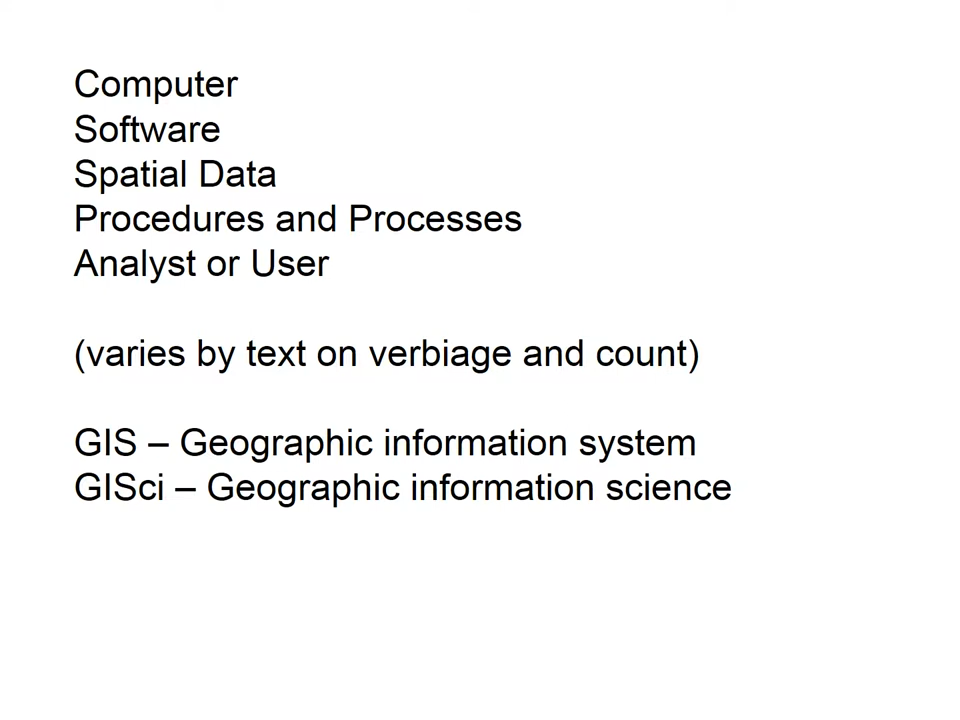 Computer
Software
Spatial Data
Procedures and Processes
Analyst or User
(varies by text on verbiage and count)
GIS – Geographic information system
GISci – Geographic information science